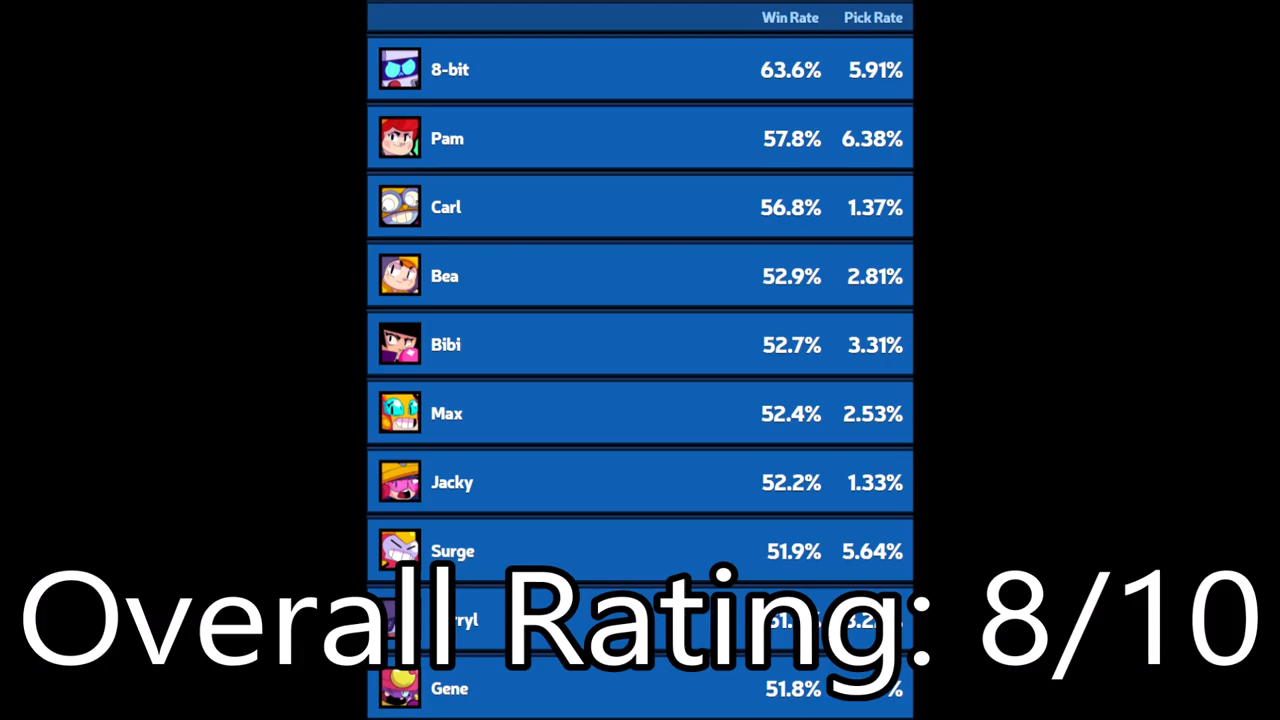 Win Rate Pick Rate
8-bit 63.6% 5.91%
Pam 57.8% 6.38%
Carl 56.8% 1.37%
Bea 52.9% 2.81%
Bibi 52.7% 3.31%
Max 52.4% 2.53%
Jacky 52.2% 1.33%
Surge 51.9% 5.64%
Overall Rating: 8/10
Gene 51.8%